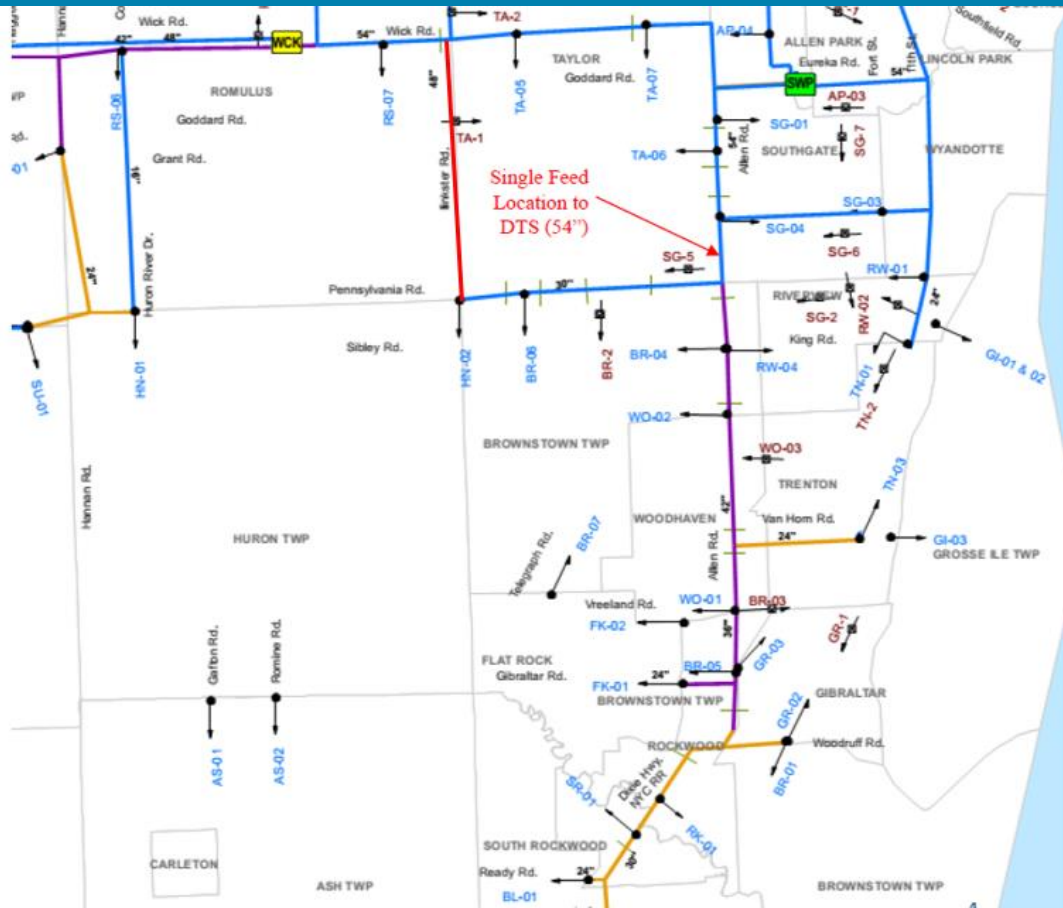 Wick Rd.
48"
42"
WCK
54"
Wick Rd.
TA-2
TAYLOR
Goddard Rd.
AP-04
ALLEN PARK
Eureka Rd.
Fort St.
11th St.
Southfield Rd.
LINCOLN PARK
54"
SWP
RS-06
ROMULUS
Goddard Rd.
RS-07
48"
TA-05
TA-07
AP-03
SG-01
SG-7
TA-1
Grant Rd.
16"
TA-06
54"
Allen Rd.
SOUTHGATE
WYANDOTTE
-01
Single Feed
Location to
DTS (54")
SG-03
SG-04
SG-6
24"
Huron River Dr.
SG-5
RW-01
Pennsylvania Rd.
30"
RIVERVIEW
SG-2
RW-02
24"
Sibley Rd.
King Rd.
SU-01
HN-01
HN-02
BR-06
BR-2
BR-04
RW-04
TN-01
GI-01 & 02
TN-2
WO-02
BROWNSTOWN TWP
WO-03
TRENTON
TN-03
Hannan Rd.
42"
WOODHAVEN
Van Horn Rd.
24"
HURON TWP
Telegraph Rd.
BR-07
Allen Rd.
GI-03
GROSSE ILE TWP
Vreeland Rd.
WO-01
BR-03
FK-02
36"
GR-1
Romine Rd.
FLAT ROCK
Gibraltar Rd.
BR-05
GR-03
24"
FK-01
BROWNSTOWN TWP
GIBRALTAR
GR-02
AS-01
AS-02
ROCKWOOD
Woodruff Rd.
BR-01
Dixie Hwy.
NYC RR
SR-01
RK-01
CARLETON
SOUTH ROCKWOOD
30"
Ready Rd.
24"
ASH TWP
BL-01
BROWNSTOWN TWP